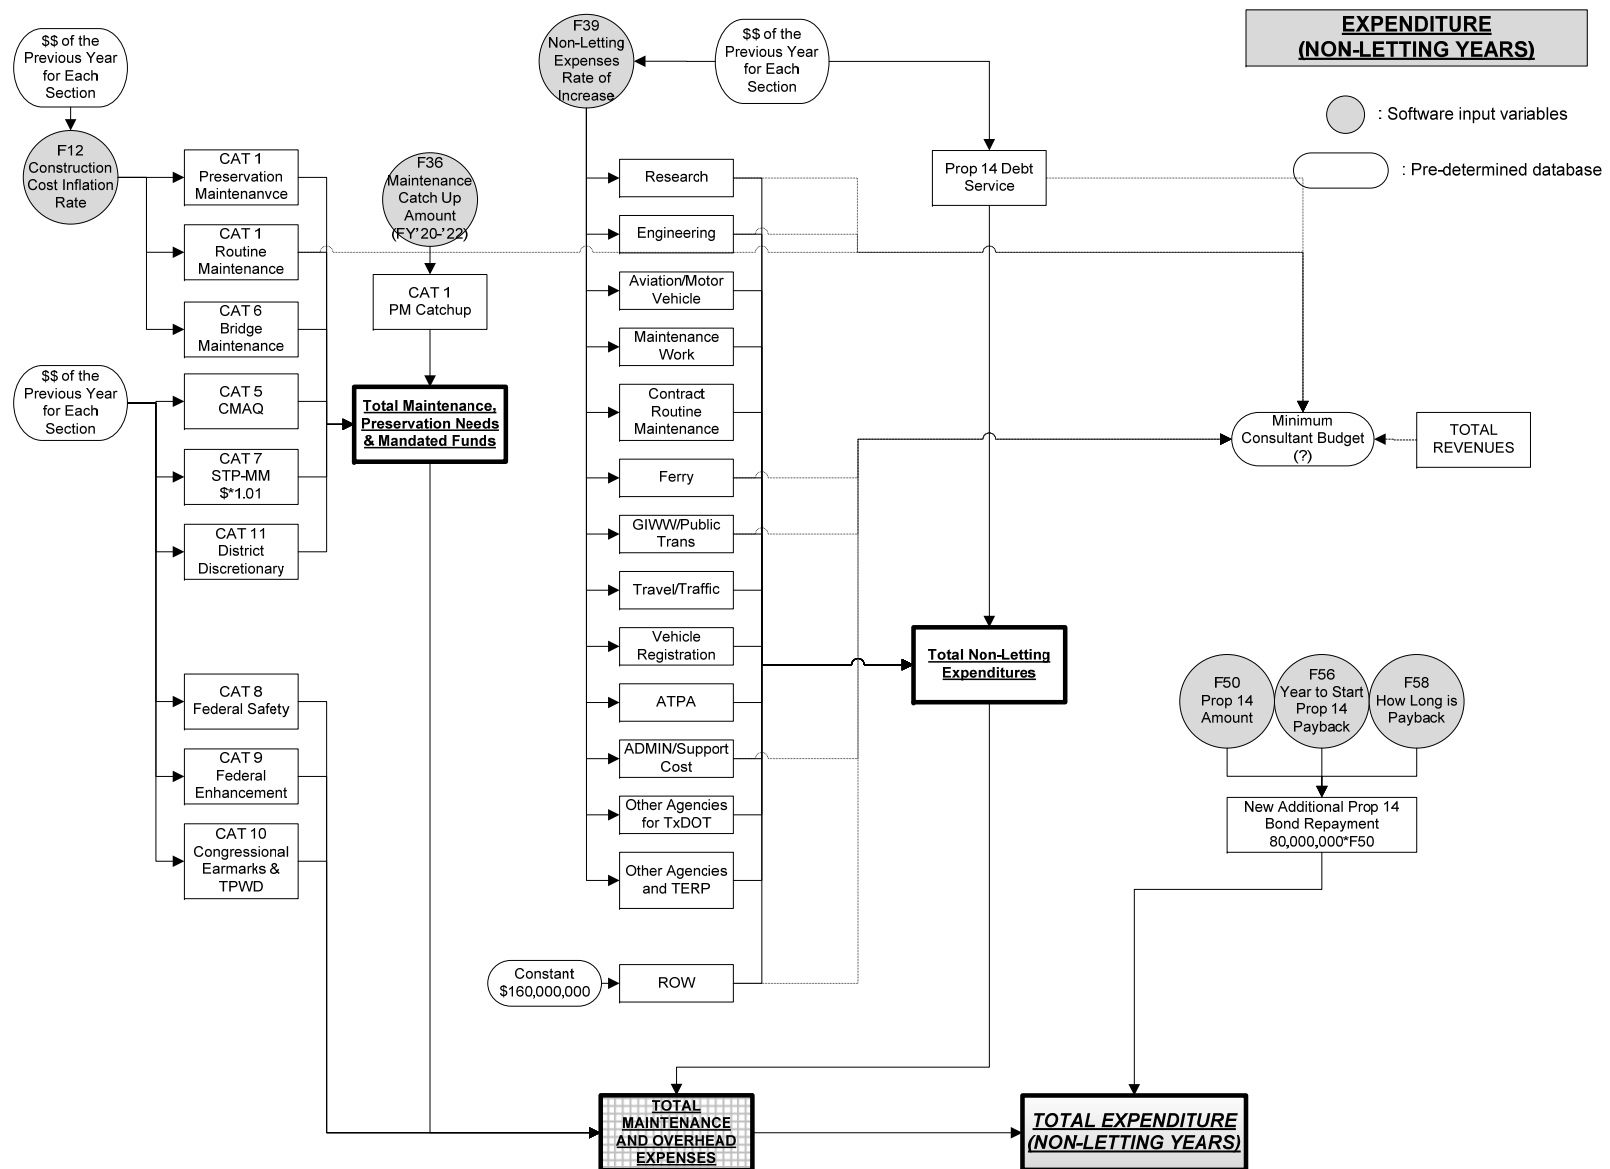 EXPENDITURE
(NON-LETTING YEARS)
: Software input variables
: Pre-determined database
$$ of the
Previous Year
for Each
Section
F12
Construction
Cost Inflation
Rate
CAT 1
Preservation
Maintenanvce
CAT 1
Routine
Maintenance
CAT 6
Bridge
Maintenance
$$ of the
Previous Year
for Each
Section
CAT 5
CMAQ
CAT 7
STP-MM
$*1.01
CAT 11
District
Discretionary
CAT 8
Federal Safety
CAT 9
Federal
Enhancement
CAT 10
Congressional
Earmarks &
TPWD
F36
Maintenance
Catch Up
Amount
(FY'20-'22)
CAT 1
PM Catchup
Total Maintenance,
Preservation Needs
& Mandated Funds
F39
Non-Letting
Expenses
Rate of
Increase
$$ of the
Previous Year
for Each
Section
Research
Engineering
Aviation/Motor
Vehicle
Maintenance
Work
Contract
Routine
Maintenance
Ferry
GIWW/Public
Trans
Travel/Traffic
Vehicle
Registration
ATPA
ADMIN/Support
Cost
Other Agencies
for TxDOT
Other Agencies
and TERP
Constant
$160,000,000
ROW
Prop 14 Debt
Service
Minimum
Consultant Budget
(?)
TOTAL
REVENUES
Total Non-Letting
Expenditures
F50
Prop 14
Amount
F56
Year to Start
Prop 14
Payback
F58
How Long is
Payback
New Additional Prop 14
Bond Repayment
80,000,000*F50
TOTAL
MAINTENANCE
AND OVERHEAD
EXPENSES
TOTAL EXPENDITURE
(NON-LETTING YEARS)